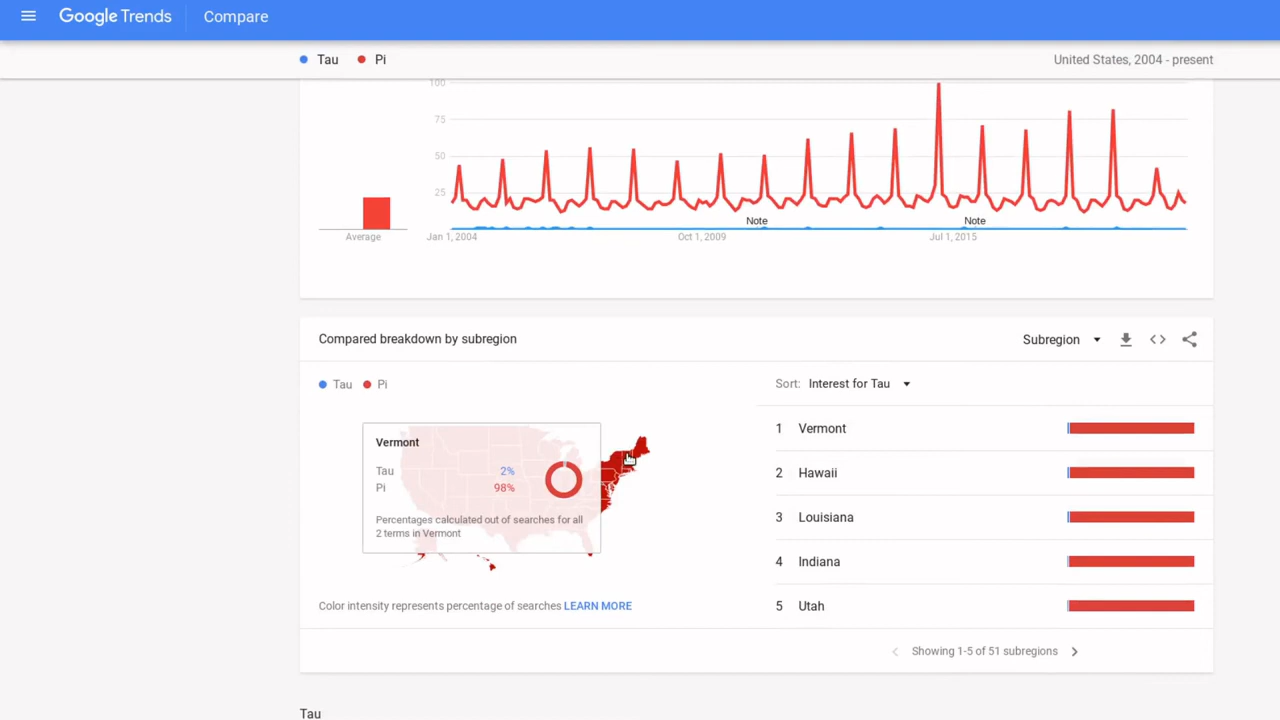 Google Trends Compare
Tau Pi United States, 2004 - present
100
75
50
25
Note Note
Average Jan 1, 2004 Oct 1, 2009 Jul 1, 2015
Compared breakdown by subregion Subregion
Tau Pi Sort: Interest for Tau
Vermont
Tau 2%
Pi 98%
Percentages calculated out of searches for all
2 terms in Vermont
Color intensity represents percentage of searches LEARN MORE
1 Vermont
2 Hawaii
3 Louisiana
4 Indiana
5 Utah
Showing 1-5 of 51 subregions
Tau